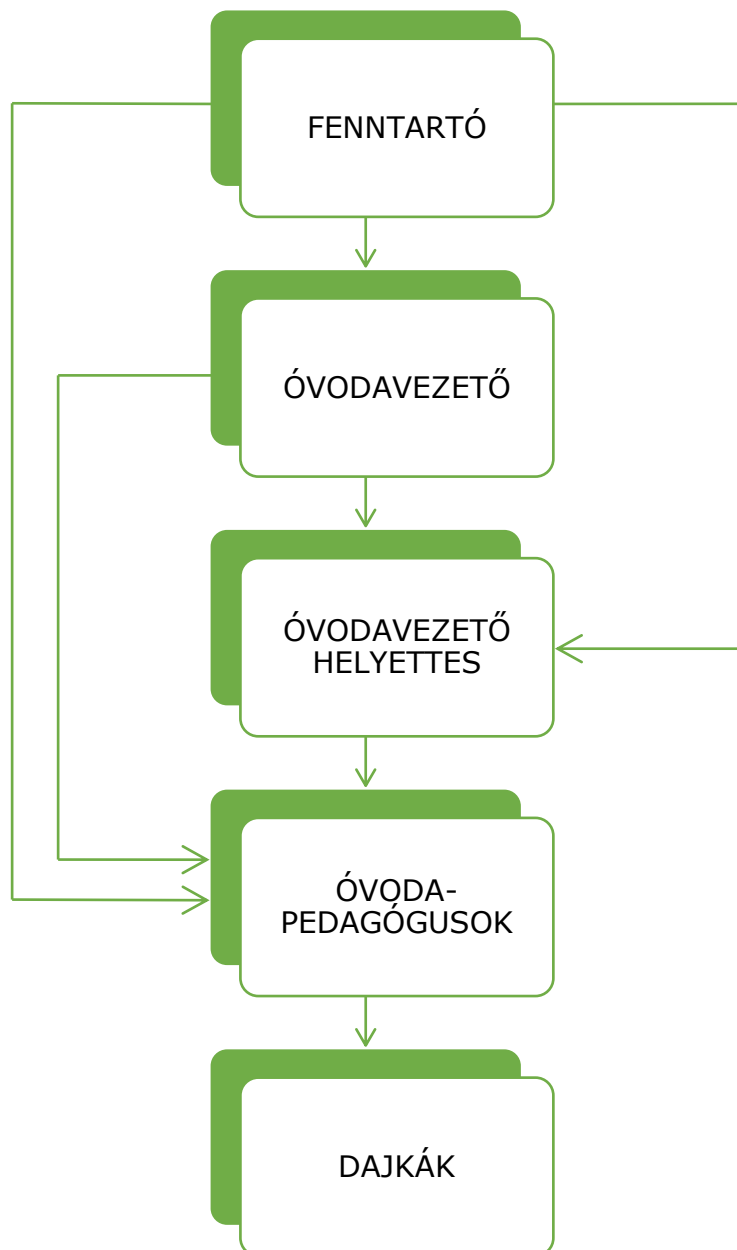 FENNTARTÓ
ÓVODAVEZETŐ
ÓVODAVEZETŐ
HELYETTES
ÓVODA-
PEDAGÓGUSOK
DAJKÁK